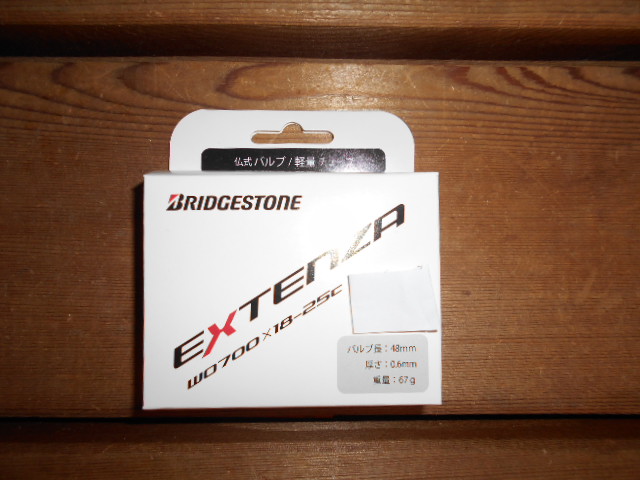 仏式バルブ/軽量チューブ
BRIDGESTONE
EXTENZA
WO700×18-25C
バルブ長：48mm
厚さ：0.6mm
重量：67g